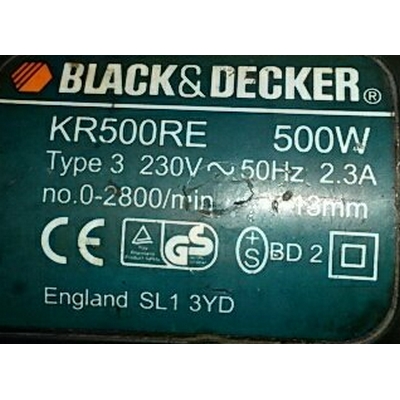 BLACK&DECKER®
KR500RE 500W
Type 3 230V~50Hz 2.3A
no.0-2800/min 13mm
CE GS +S BD 2
England SL1 3YD